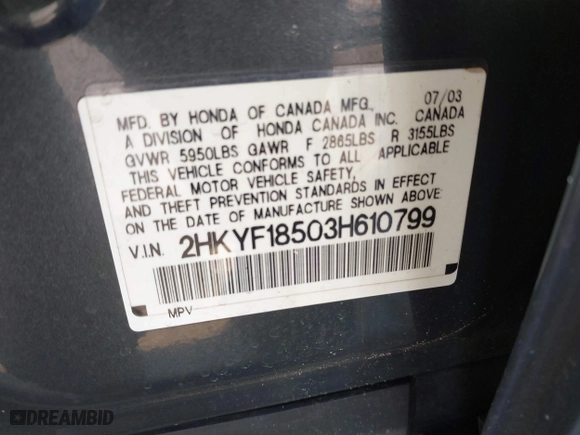 MFD. BY HONDA OF CANADA MFG., 07/03
A DIVISION OF HONDA CANADA INC. CANADA
GVWR 5950LBS GAWR F 2865LBS R 3155LBS
THIS VEHICLE CONFORMS TO ALL APPLICABLE
FEDERAL MOTOR VEHICLE SAFETY,
AND THEFT PREVENTION STANDARDS IN EFFECT
ON THE DATE OF MANUFACTURE SHOWN ABOVE.
V.I.N. 2HKYF18503H610799
MPV
DREAMBID